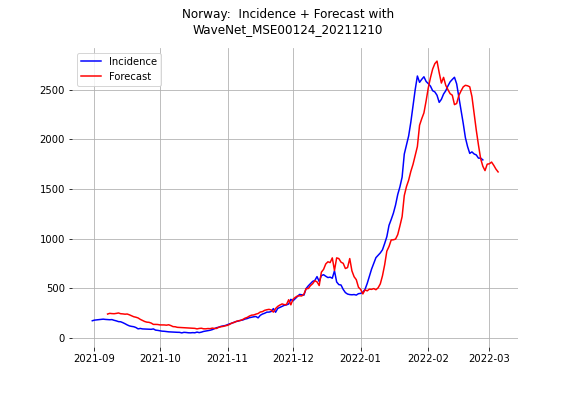 Norway:  Incidence + Forecast with
WaveNet_MSE00124_20211210
Incidence
Forecast
2500
2000
1500
1000
500
0
2021-09 2021-10 2021-11 2021-12 2022-01 2022-02 2022-03